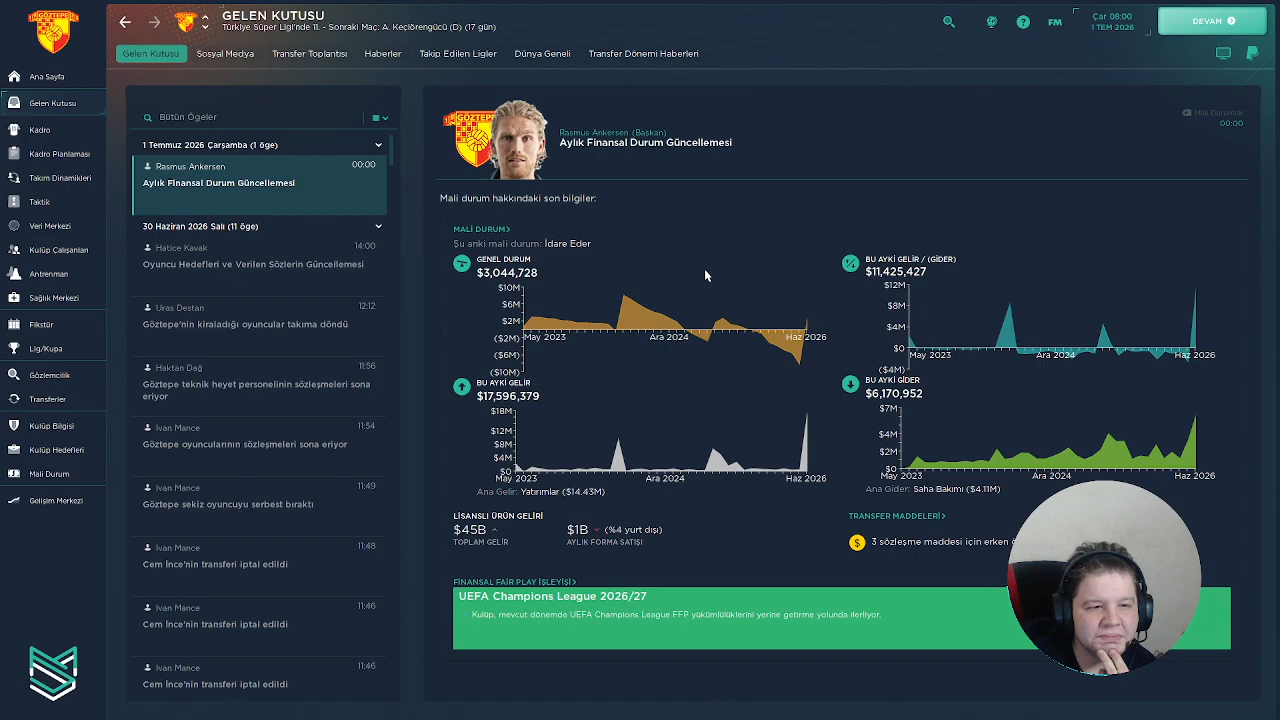 GÖZTEPE
GELEN KUTUSU
Türkiye Süper Ligi'nde 11. - Sonraki Maç: A. Keçiörengücü (D) (17 gün)
FM
Çar 08:00
1 TEM 2026
DEVAM
Gelen Kutusu
Sosyal Medya
Transfer Toplantısı
Haberler
Takip Edilen Ligler
Dünya Geneli
Transfer Dönemi Haberleri
Ana Sayfa
Gelen Kutusu
Kadro
Kadro Planlaması
Takım Dinamikleri
Taktik
Veri Merkezi
Kulüp Çalışanları
Antrenman
Sağlık Merkezi
Fikstür
Lig/Kupa
Gözlemcilik
Transferler
Kulüp Bilgisi
Kulüp Hedefleri
Mali Durum
Gelişim Merkezi
Bütün Ögeler
1 Temmuz 2026 Çarşamba (1 öge)
Rasmus Ankersen 00:00
Aylık Finansal Durum Güncellemesi
30 Haziran 2026 Salı (11 öge)
Hatice Kavak 14:00
Oyuncu Hedefleri ve Verilen Sözlerin Güncellemesi
Uras Destan 12:12
Göztepe'nin kiraladığı oyuncular takıma döndü
Haktan Dağ 11:56
Göztepe teknik heyet personelinin sözleşmeleri sona
eriyor
Ivan Mance 11:54
Göztepe oyuncularının sözleşmeleri sona eriyor
Ivan Mance 11:49
Göztepe sekiz oyuncuyu serbest bıraktı
Ivan Mance 11:48
Cem İnce'nin transferi iptal edildi
Ivan Mance 11:46
Cem İnce'nin transferi iptal edildi
Ivan Mance 11:46
Cem İnce'nin transferi iptal edildi
GÖZTEPE
Rasmus Ankersen (Başkan)
Aylık Finansal Durum Güncellemesi
Mali Durumlar
00:00
Mali durum hakkındaki son bilgiler:
MALİ DURUM>
Şu anki mali durum: İdare Eder
GENEL DURUM
$3,044,728
$10M
$6M
$2M
($2M)
($6M)
($10M)
May 2023
Ara 2024
Haz 2026
BU AYKİ GELİR / (GİDER)
$11,425,427
$12M
$8M
$4M
$0
($4M)
May 2023
Ara 2024
Haz 2026
BU AYKİ GELİR
$17,596,379
$18M
$12M
$8M
$4M
$0
May 2023
Ara 2024
Haz 2026
Ana Gelir: Yatırımlar ($14.43M)
BU AYKİ GİDER
$6,170,952
$7M
$4M
$2M
$0
May 2023
Ara 2024
Haz 2026
Ana Gider: Saha Bakımı ($4.11M)
LİSANSLI ÜRÜN GELİRİ
$45B
TOPLAM GELİR
$1B (%4 yurt dışı)
AYLIK FORMA SATIŞI
TRANSFER MADDELERİ>
$ 3 sözleşme maddesi için erken
FİNANSAL FAIR PLAY İŞLEYİŞİ>
UEFA Champions League 2026/27
Kulüp, mevcut dönemde UEFA Champions League FFP yükümlülüklerini yerine getirme yolunda ilerliyor.